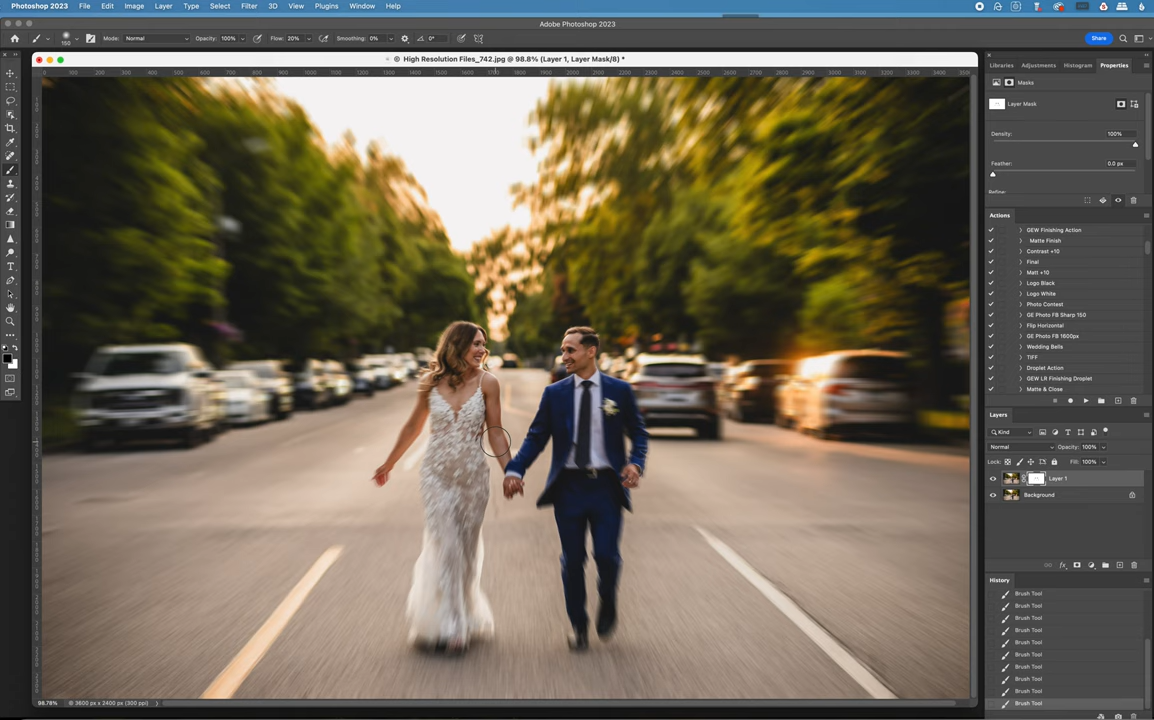 Photoshop 2023 File Edit Image Layer Type Select Filter 3D View Plugins Window Help
Adobe Photoshop 2023
150 Mode: Normal Opacity: 100% Flow: 20% Smoothing: 0% 0° Share
High Resolution Files_742.jpg @ 98.8% (Layer 1, Layer Mask/8) *
Libraries Adjustments Histogram Properties
Masks
Layer Mask
Density: 100%
Feather: 0.0 px
Refine:
Actions
GEW Finishing Action
Matte Finish
Contrast +10
Final
Matt +10
Logo Black
Logo White
Photo Contest
GE Photo FB Sharp 150
Flip Horizontal
GE Photo FB 1600px
Wedding Bells
TIFF
Droplet Action
GEW LR Finishing Droplet
Matte & Close
Layers
Kind
Normal Opacity: 100%
Lock: Fill: 100%
Layer 1
Background
History
Brush Tool
Brush Tool
Brush Tool
Brush Tool
Brush Tool
Brush Tool
Brush Tool
Brush Tool
Brush Tool
Brush Tool
98.78% 3600 px x 2400 px (300 ppi)